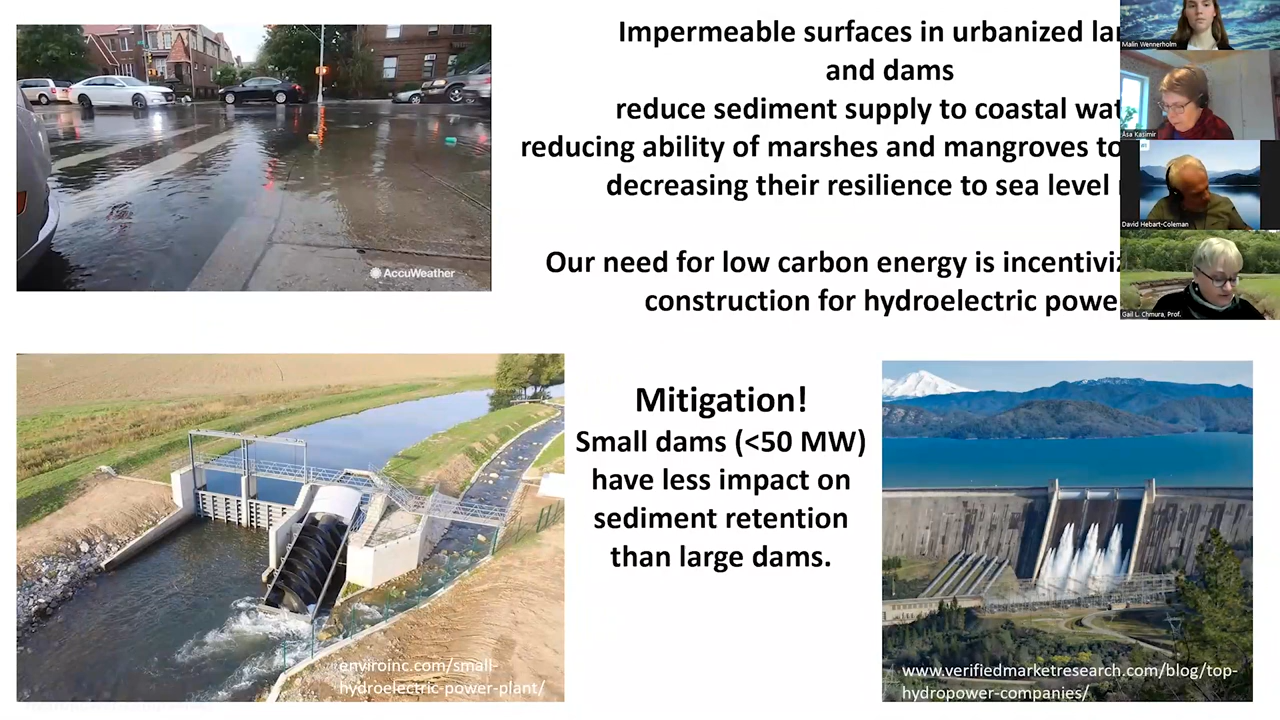 Impermeable surfaces in urbanized
and dams
reduce sediment supply to coastal
reducing ability of marshes and mangroves to
decreasing their resilience to sea level
Our need for low carbon energy is
construction for hydroelectric
Malin Wennerholm
Åsa Kasimir
David Hebart-Coleman
Gail L. Chmura, Prof.
AccuWeather
Mitigation!
Small dams (<50 MW)
have less impact on
sediment retention
than large dams.
enviroinc.com/small-
hydroelectric-power-plant/
www.verifiedmarketresearch.com/blog/top-
hydropower-companies/